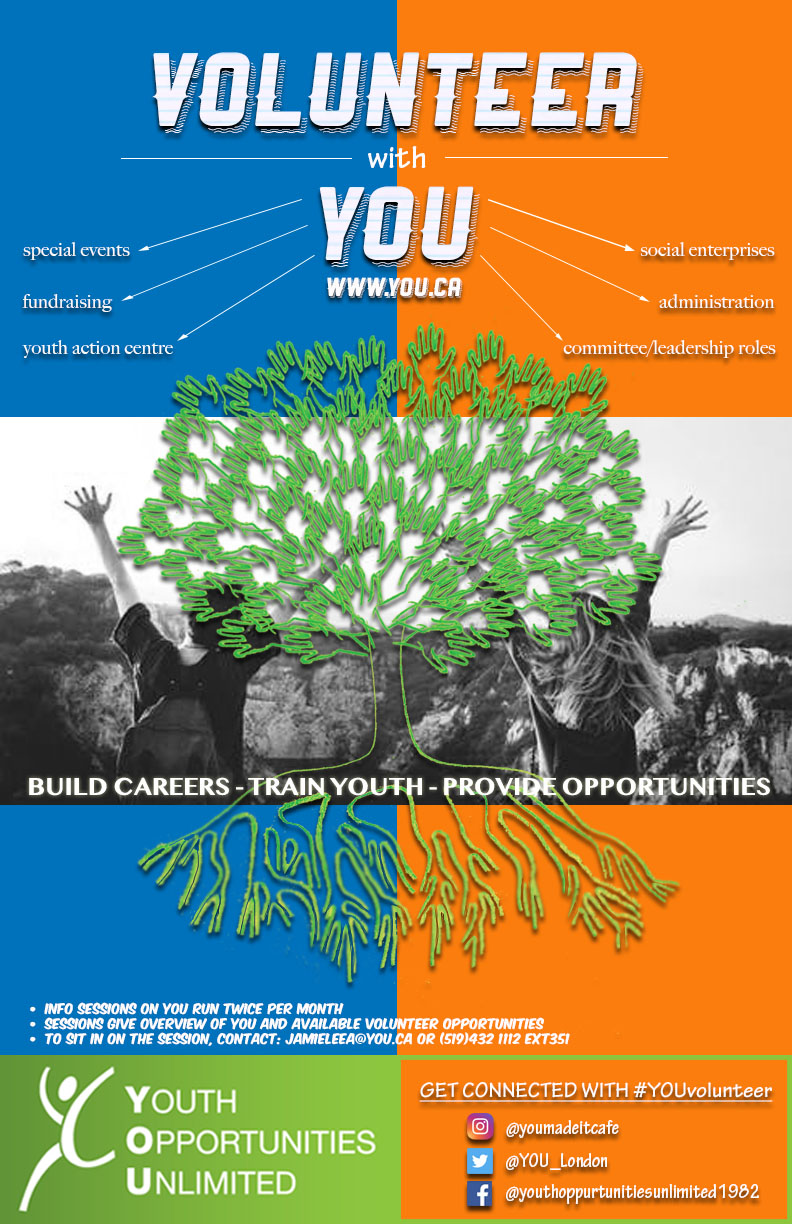 VOLUNTEER
with
YOU
WWW.YOU.CA
special events
fundraising
youth action centre
social enterprises
administration
committee/leadership roles
BUILD CAREERS - TRAIN YOUTH - PROVIDE OPPORTUNITIES
• INFO SESSIONS ON YOU RUN TWICE PER MONTH
• SESSIONS GIVE OVERVIEW OF YOU AND AVAILABLE VOLUNTEER OPPORTUNITIES
• TO SIT IN ON THE SESSION, CONTACT: JAMIELEEA@YOU.CA OR (519)432 1112 EXT351
YOUTH
OPPORTUNITIES
UNLIMITED
GET CONNECTED WITH #YOUvolunteer
@youmadeitcafe
@YOU_London
@youthoppurtunitiesunlimited1982